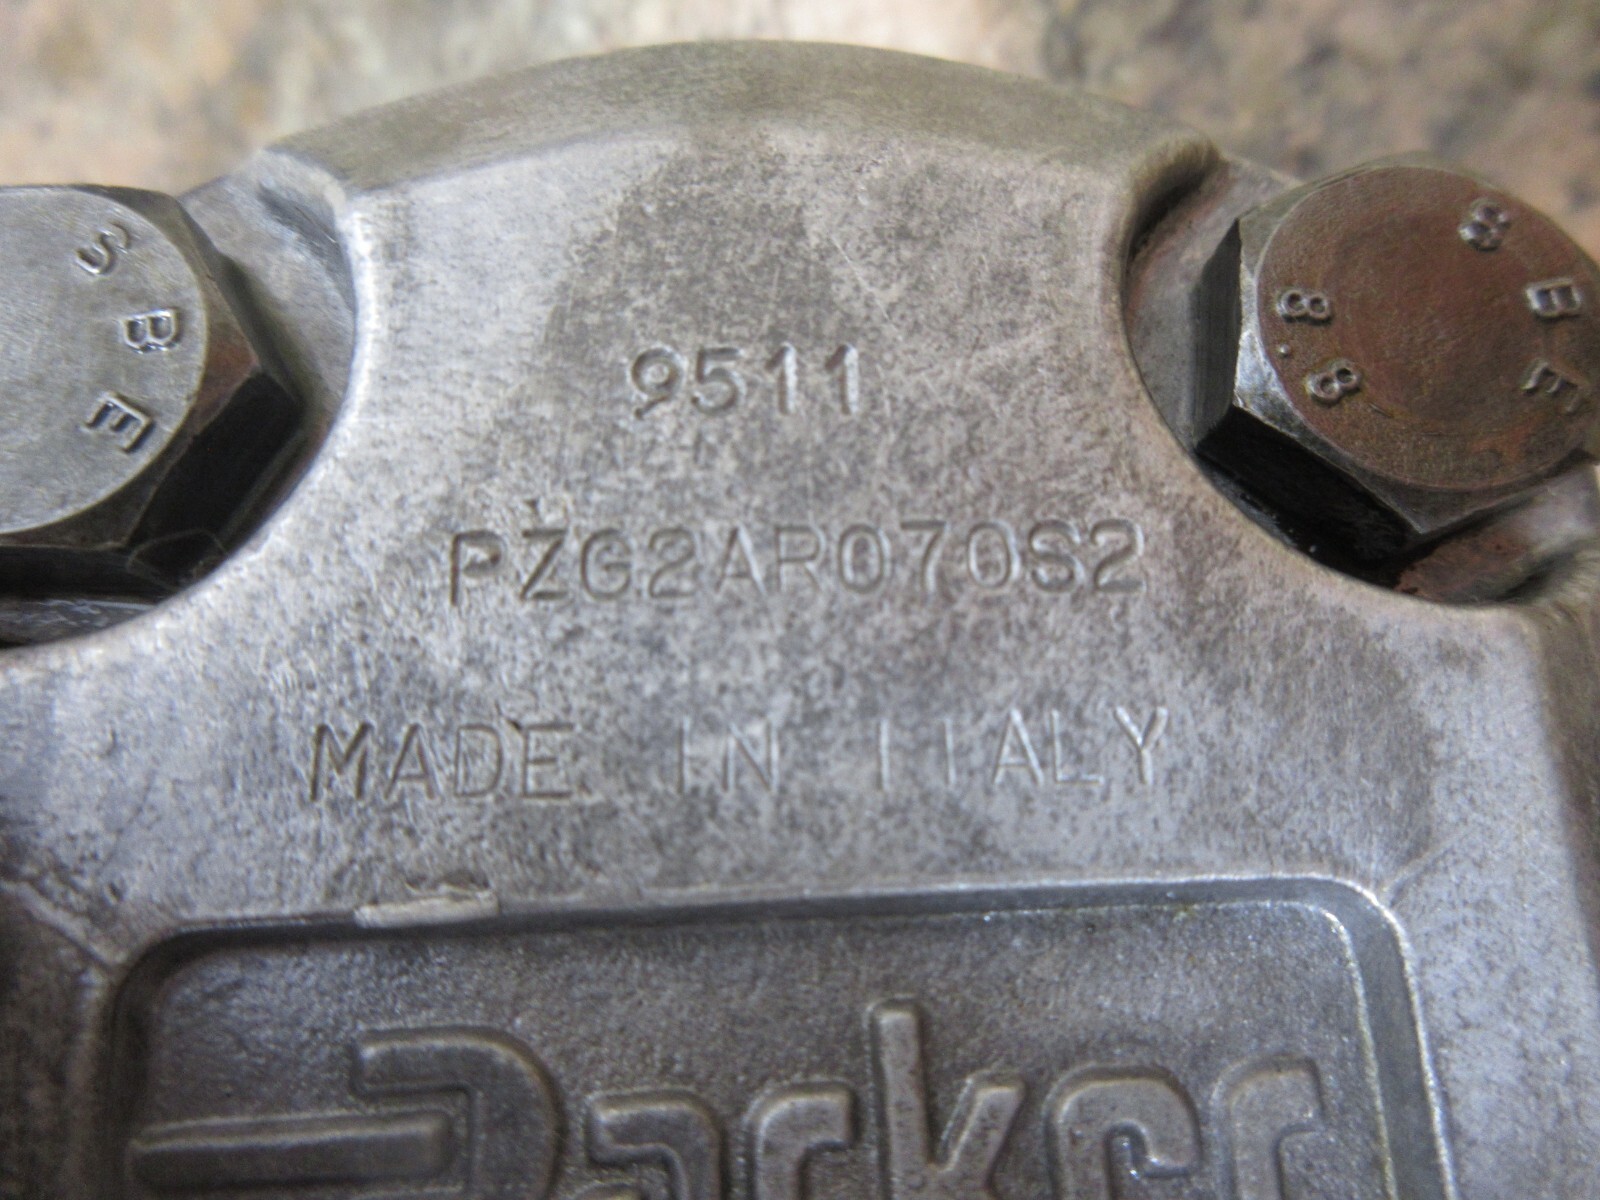 SBE
SBE
8.8
9511
PZG2AR070S2
MADE IN ITALY
Parker